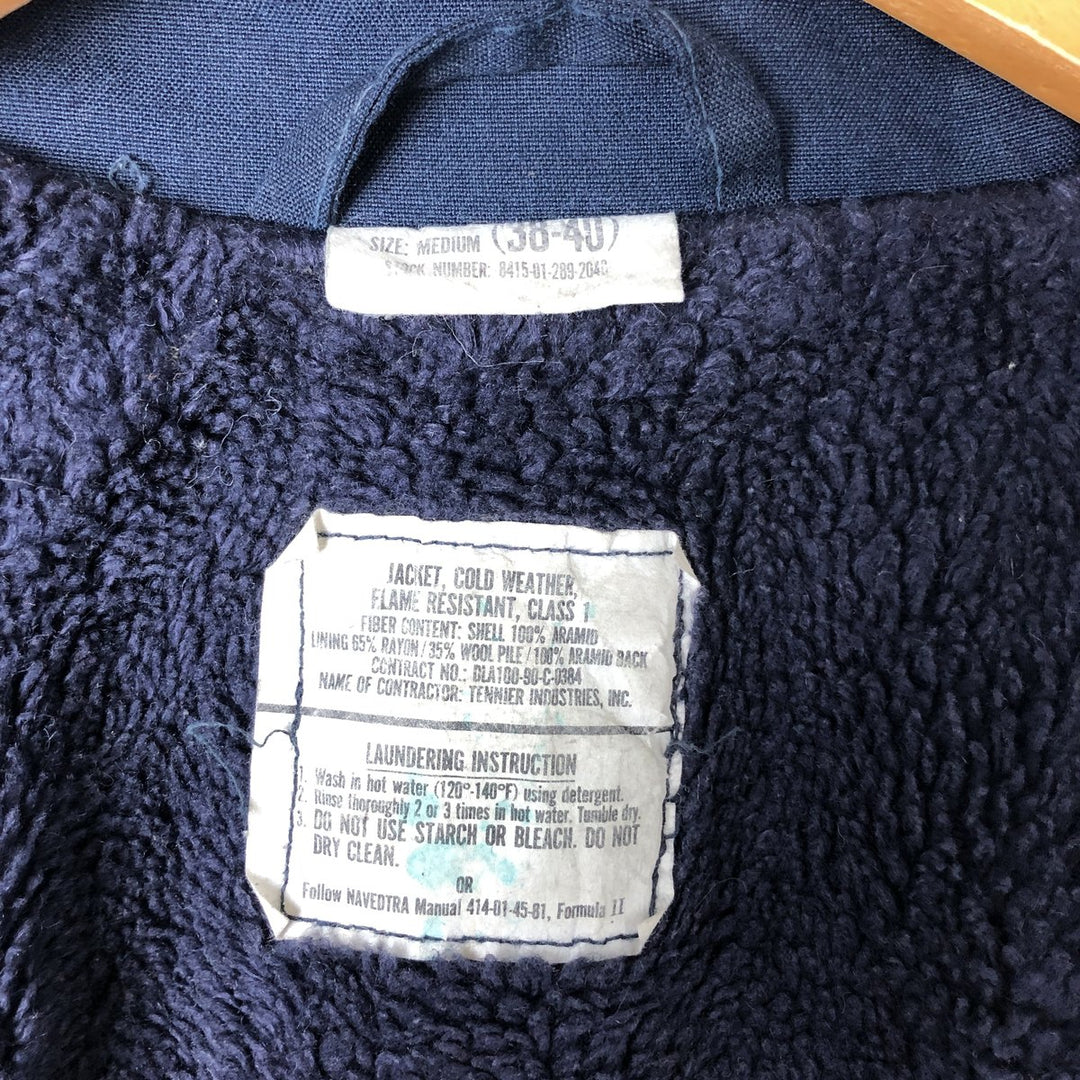 SIZE: MEDIUM (38-40)
STOCK NUMBER: 8415-01-289-2040
JACKET, COLD WEATHER,
FLAME RESISTANT, CLASS 1
FIBER CONTENT: SHELL 100% ARAMID
LINING 65% RAYON/35% WOOL PILE/100% ARAMID BACK
CONTRACT NO.: DLA100-90-C-0384
NAME OF CONTRACTOR: TENNIER INDUSTRIES, INC.
LAUNDERING INSTRUCTION
1. Wash in hot water (120°-140°F) using detergent.
2. Rinse thoroughly 2 or 3 times in hot water. Tumble dry.
3. DO NOT USE STARCH OR BLEACH. DO NOT
DRY CLEAN.
OR
Follow NAVEDTRA Manual 414-01-45-81, Formula II